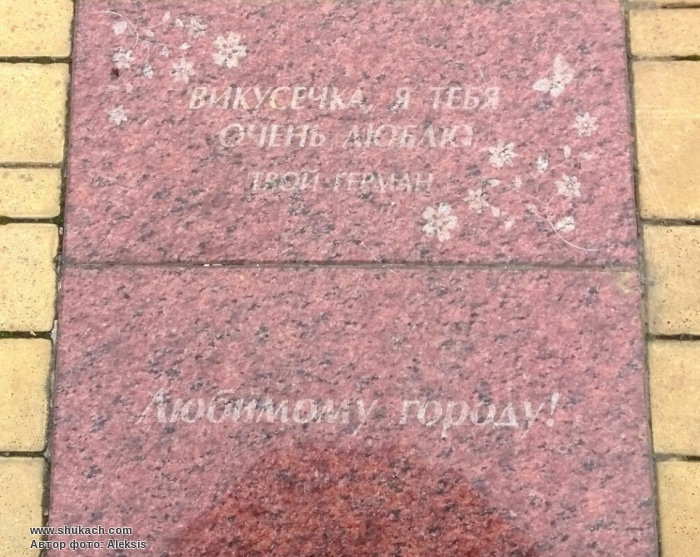 ВИКУСЕЧКА, Я ТЕБЯ
ОЧЕНЬ ЛЮБЛЮ!
ТВОЙ ГЕРМАН
Любимому городу!
www.shukach.com
Автор фото: Aleksis